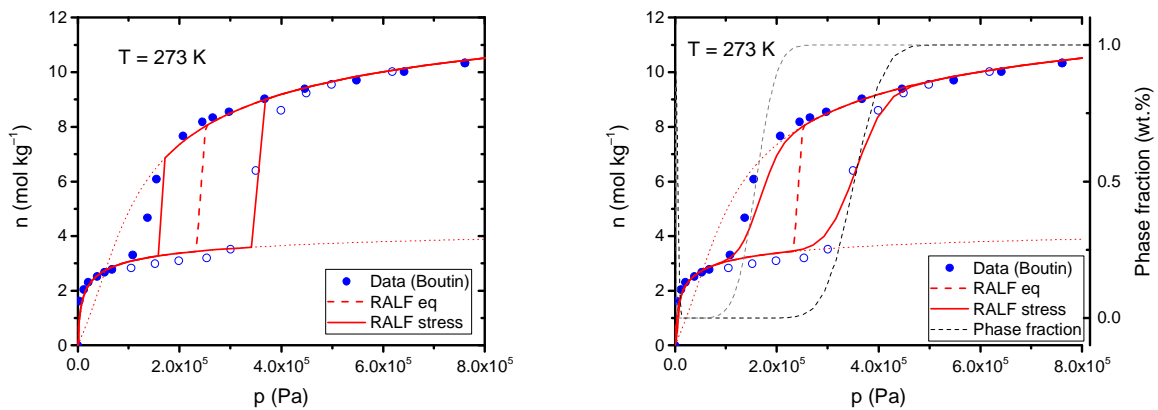 12
10
8
6
4
2
0
n (mol kg⁻¹)
T = 273 K
Data (Boutin)
RALF eq
RALF stress
0.0 2.0x10⁵ 4.0x10⁵ 6.0x10⁵ 8.0x10⁵
p (Pa)
12
10
8
6
4
2
0
n (mol kg⁻¹)
T = 273 K
Data (Boutin)
RALF eq
RALF stress
Phase fraction
0.0 2.0x10⁵ 4.0x10⁵ 6.0x10⁵ 8.0x10⁵
p (Pa)
1.0
0.5
0.0
Phase fraction (wt.%)